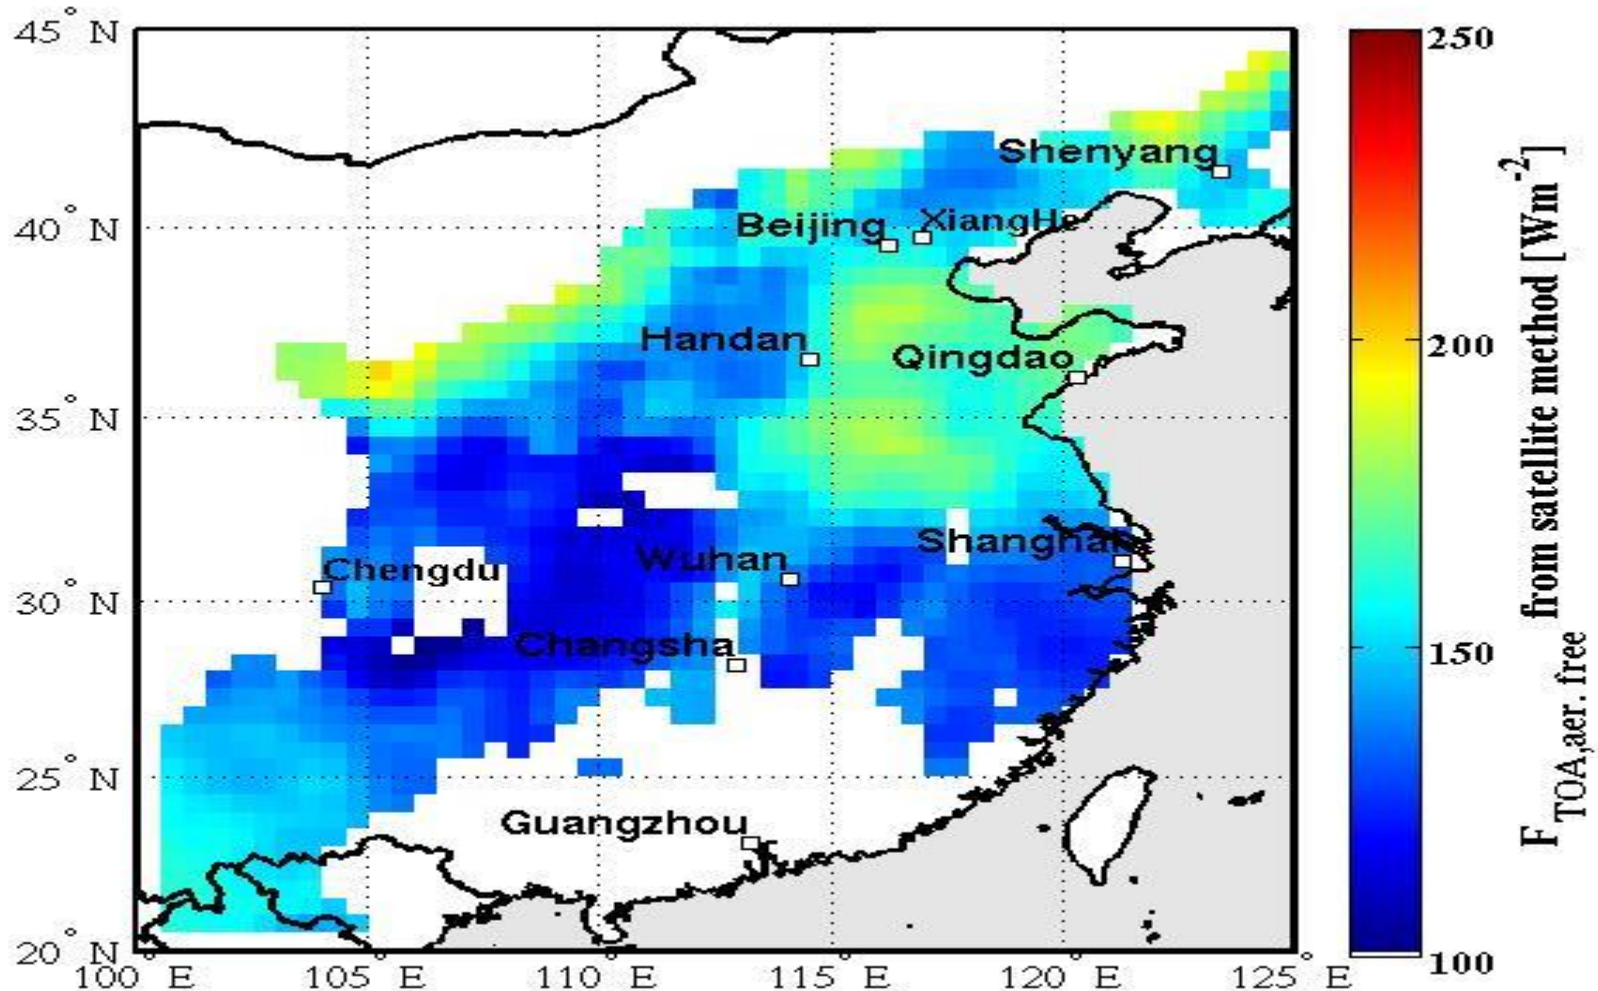 45° N
250
Shenyang
XiangHe
Beijing
40° N
Handan
200
Qingdao
35° N
Shanghai
Wuhan
Chengdu
30° N
Changsha
150
25° N
Guangzhou
20° N
100
100° E
105° E
110° E
115° E
120° E
125° E
F TOA,aer. free from satellite method [Wm-2]